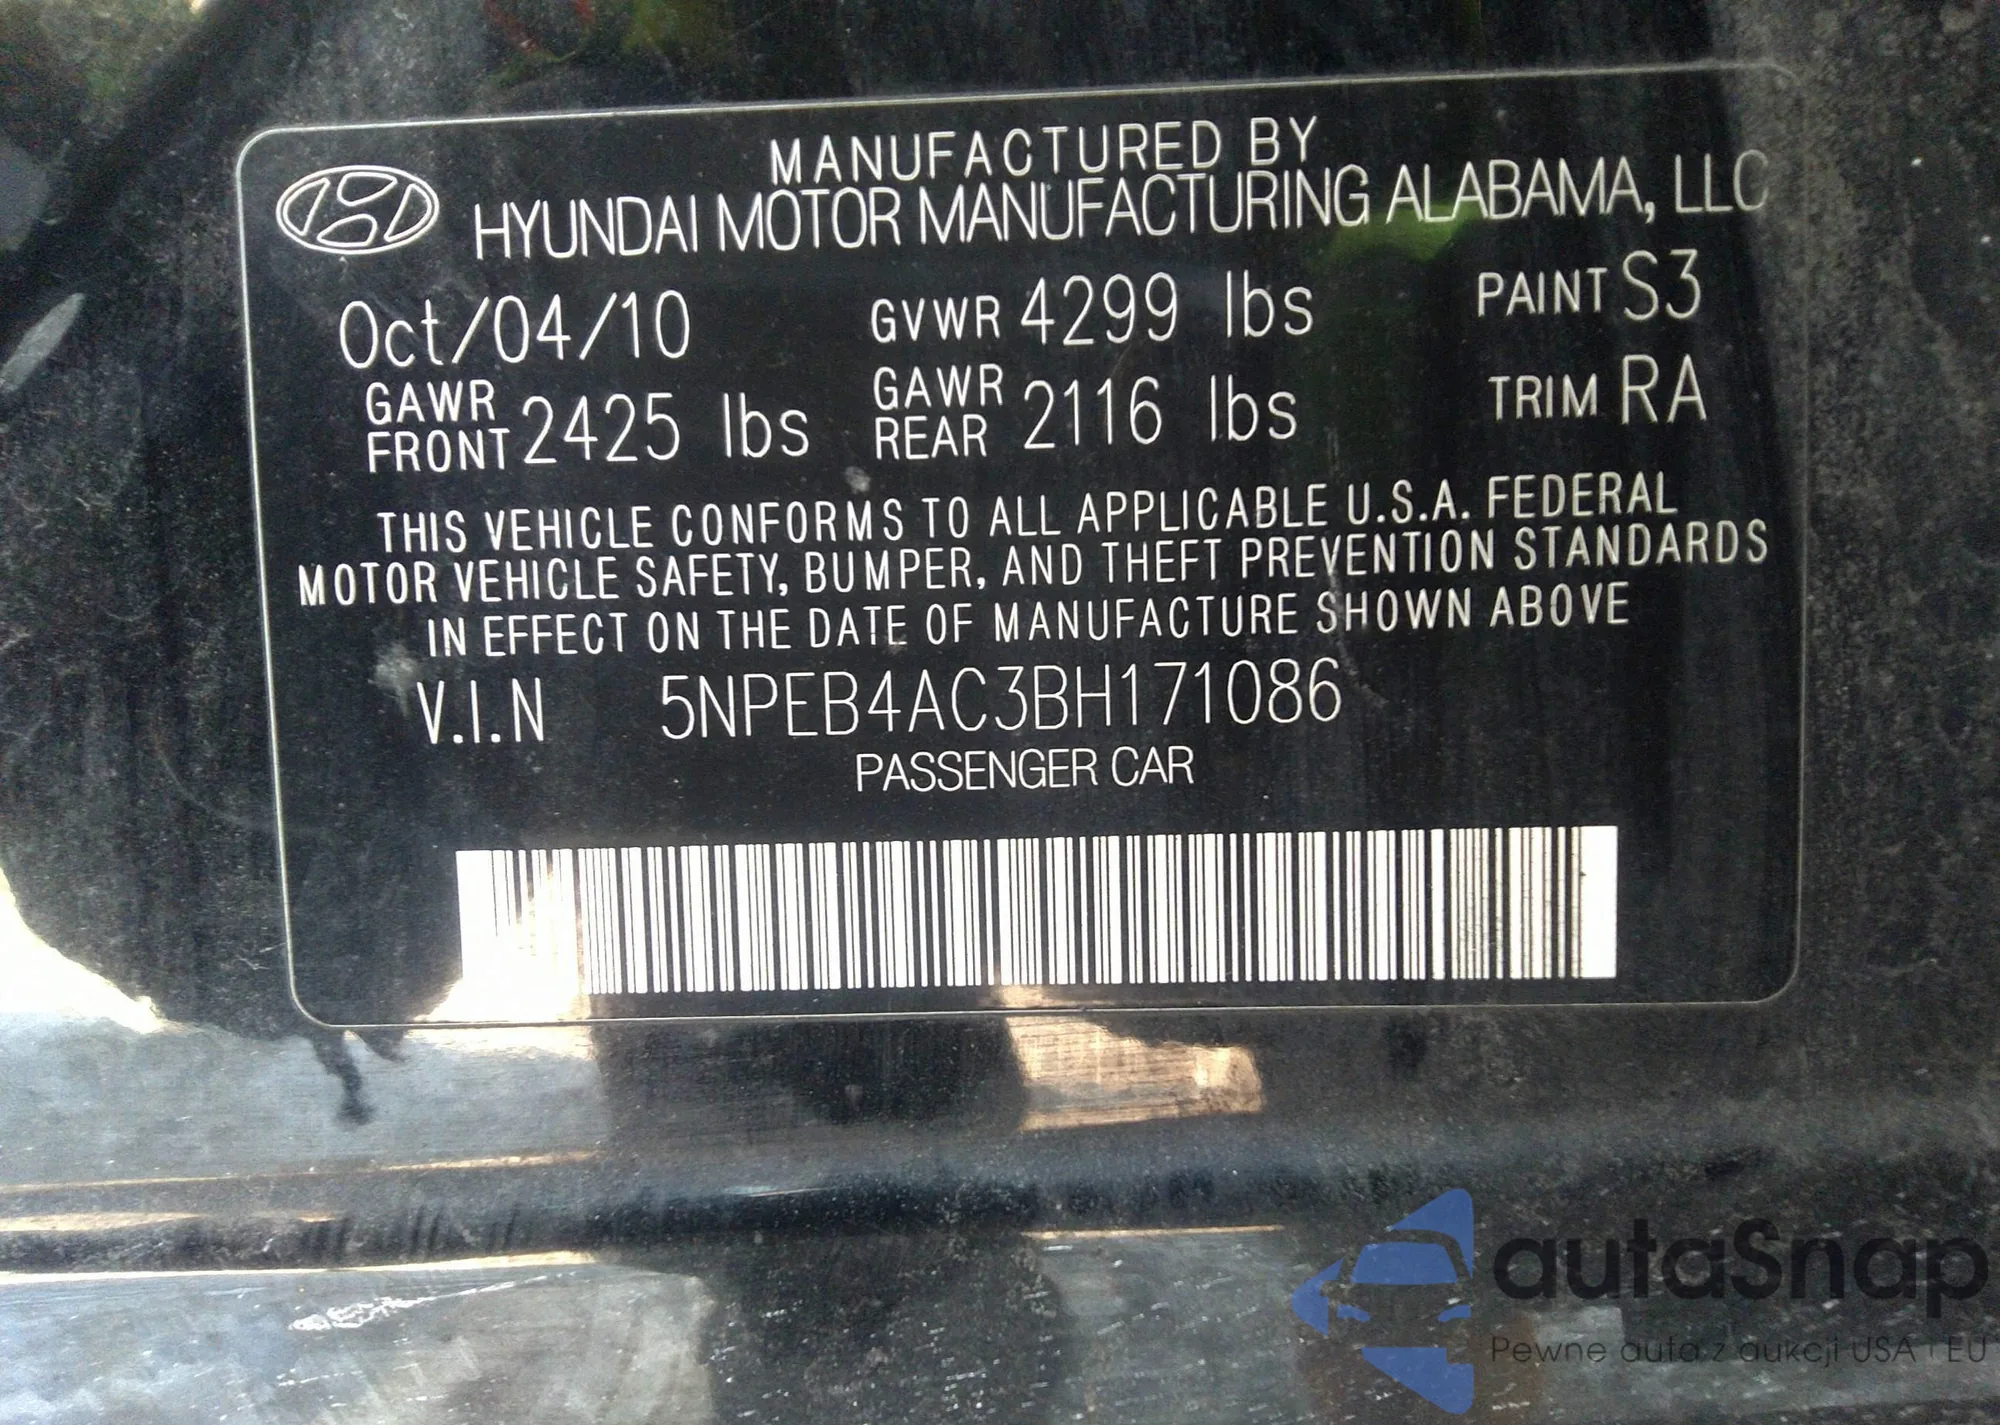 MANUFACTURED BY
HYUNDAI MOTOR MANUFACTURING ALABAMA, LLC
Oct/04/10 GVWR 4299 lbs PAINT S3
GAWR FRONT 2425 lbs GAWR REAR 2116 lbs TRIM RA
THIS VEHICLE CONFORMS TO ALL APPLICABLE U.S.A. FEDERAL
MOTOR VEHICLE SAFETY, BUMPER, AND THEFT PREVENTION STANDARDS
IN EFFECT ON THE DATE OF MANUFACTURE SHOWN ABOVE
V.I.N 5NPEB4AC3BH171086
PASSENGER CAR
autaSnap
Pewne auta z aukcji USA i EU